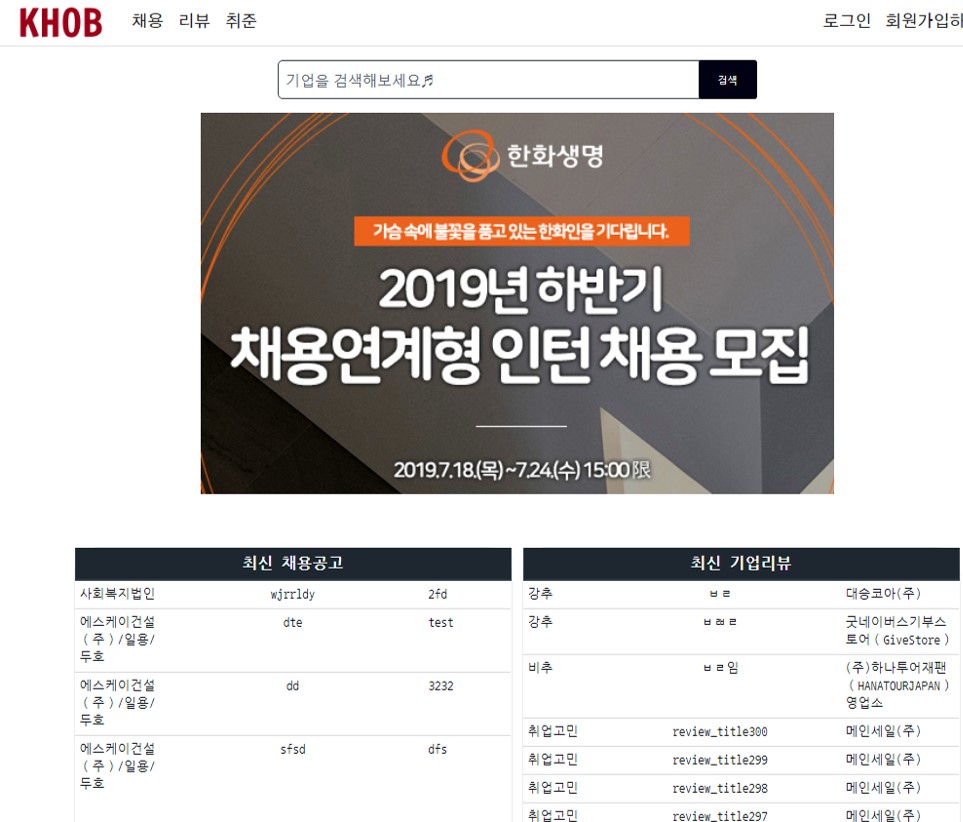 KHOB 채용 리뷰 취준 로그인 회원가입하
기업을 검색해보세요♬ 검색
한화생명
가슴 속에 불꽃을 품고 있는 한화인을 기다립니다.
2019년 하반기
채용연계형 인턴 채용 모집
2019.7.18.(목)~7.24.(수) 15:00 限
최신 채용공고
사회복지법인 wjrrldy 2fd
에스케이건설 dte test
(주)/일용/
두호
에스케이건설 dd 3232
(주)/일용/
두호
에스케이건설 sfsd dfs
(주)/일용/
두호
최신 기업리뷰
강추 ㅂㄹ 대승코아(주)
강추 굿네이버스기부스
토어(GiveStore)
비추 ㅂㄹ임 (주)하나투어재팬
(HANATOURJAPAN)
영업소
취업고민 review_title300 메인세일(주)
취업고민 review_title299 메인세일(주)
취업고민 review_title298 메인세일(주)
취업고민 review_title297 메인세일(주)